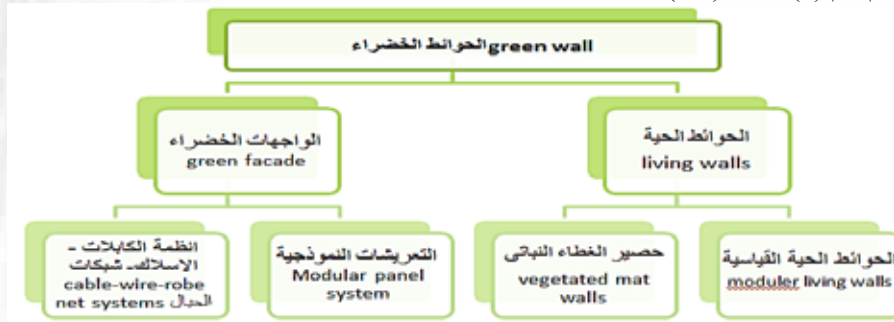 الحوائط الخضراء green wall
الواجهات الخضراء
green facade
الحوائط الحية
living walls
انظمة الكابلات -
الاسلاك- شبكات
cable-wire-robe
net systems الحبال
التعريشات النموذجية
Modular panel
system
حصير الغطاء النباتى
vegetated mat
walls
الحوائط الحية القياسية
moduler living walls